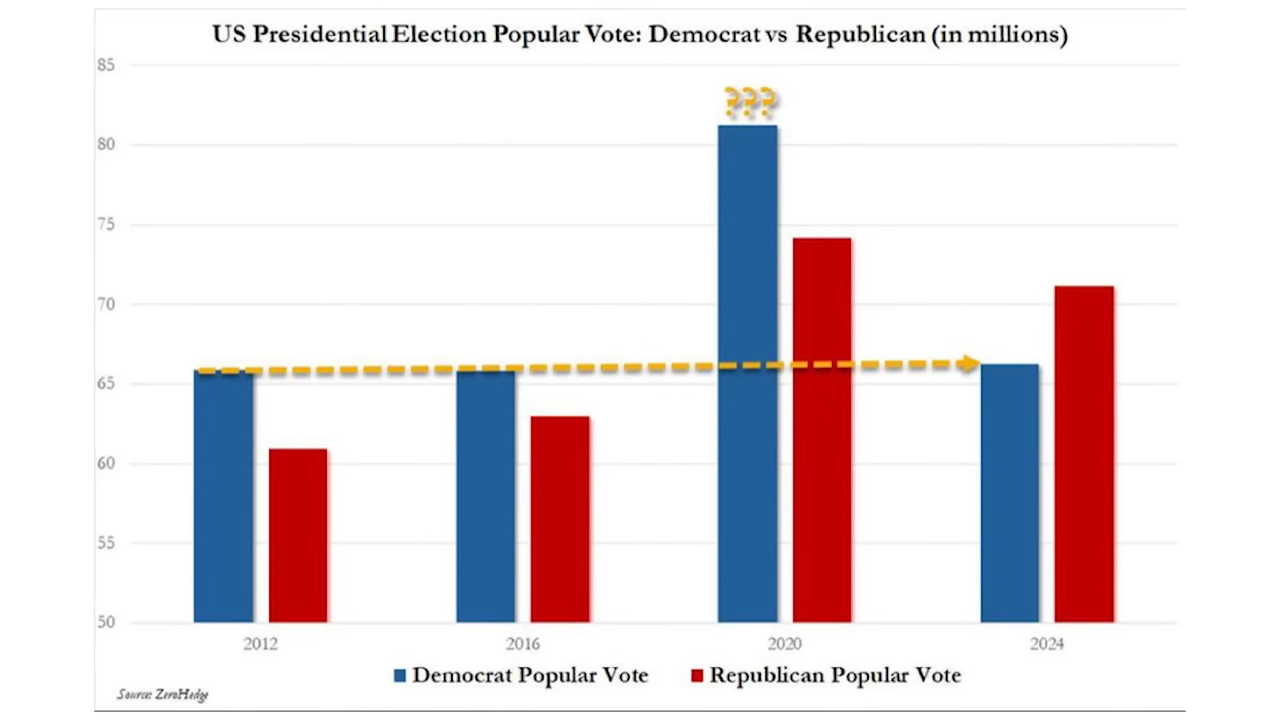 US Presidential Election Popular Vote: Democrat vs Republican (in millions)
85
???
80
75
70
65
60
55
50
2012 2016 2020 2024
Democrat Popular Vote Republican Popular Vote
Source: ZeroHedge